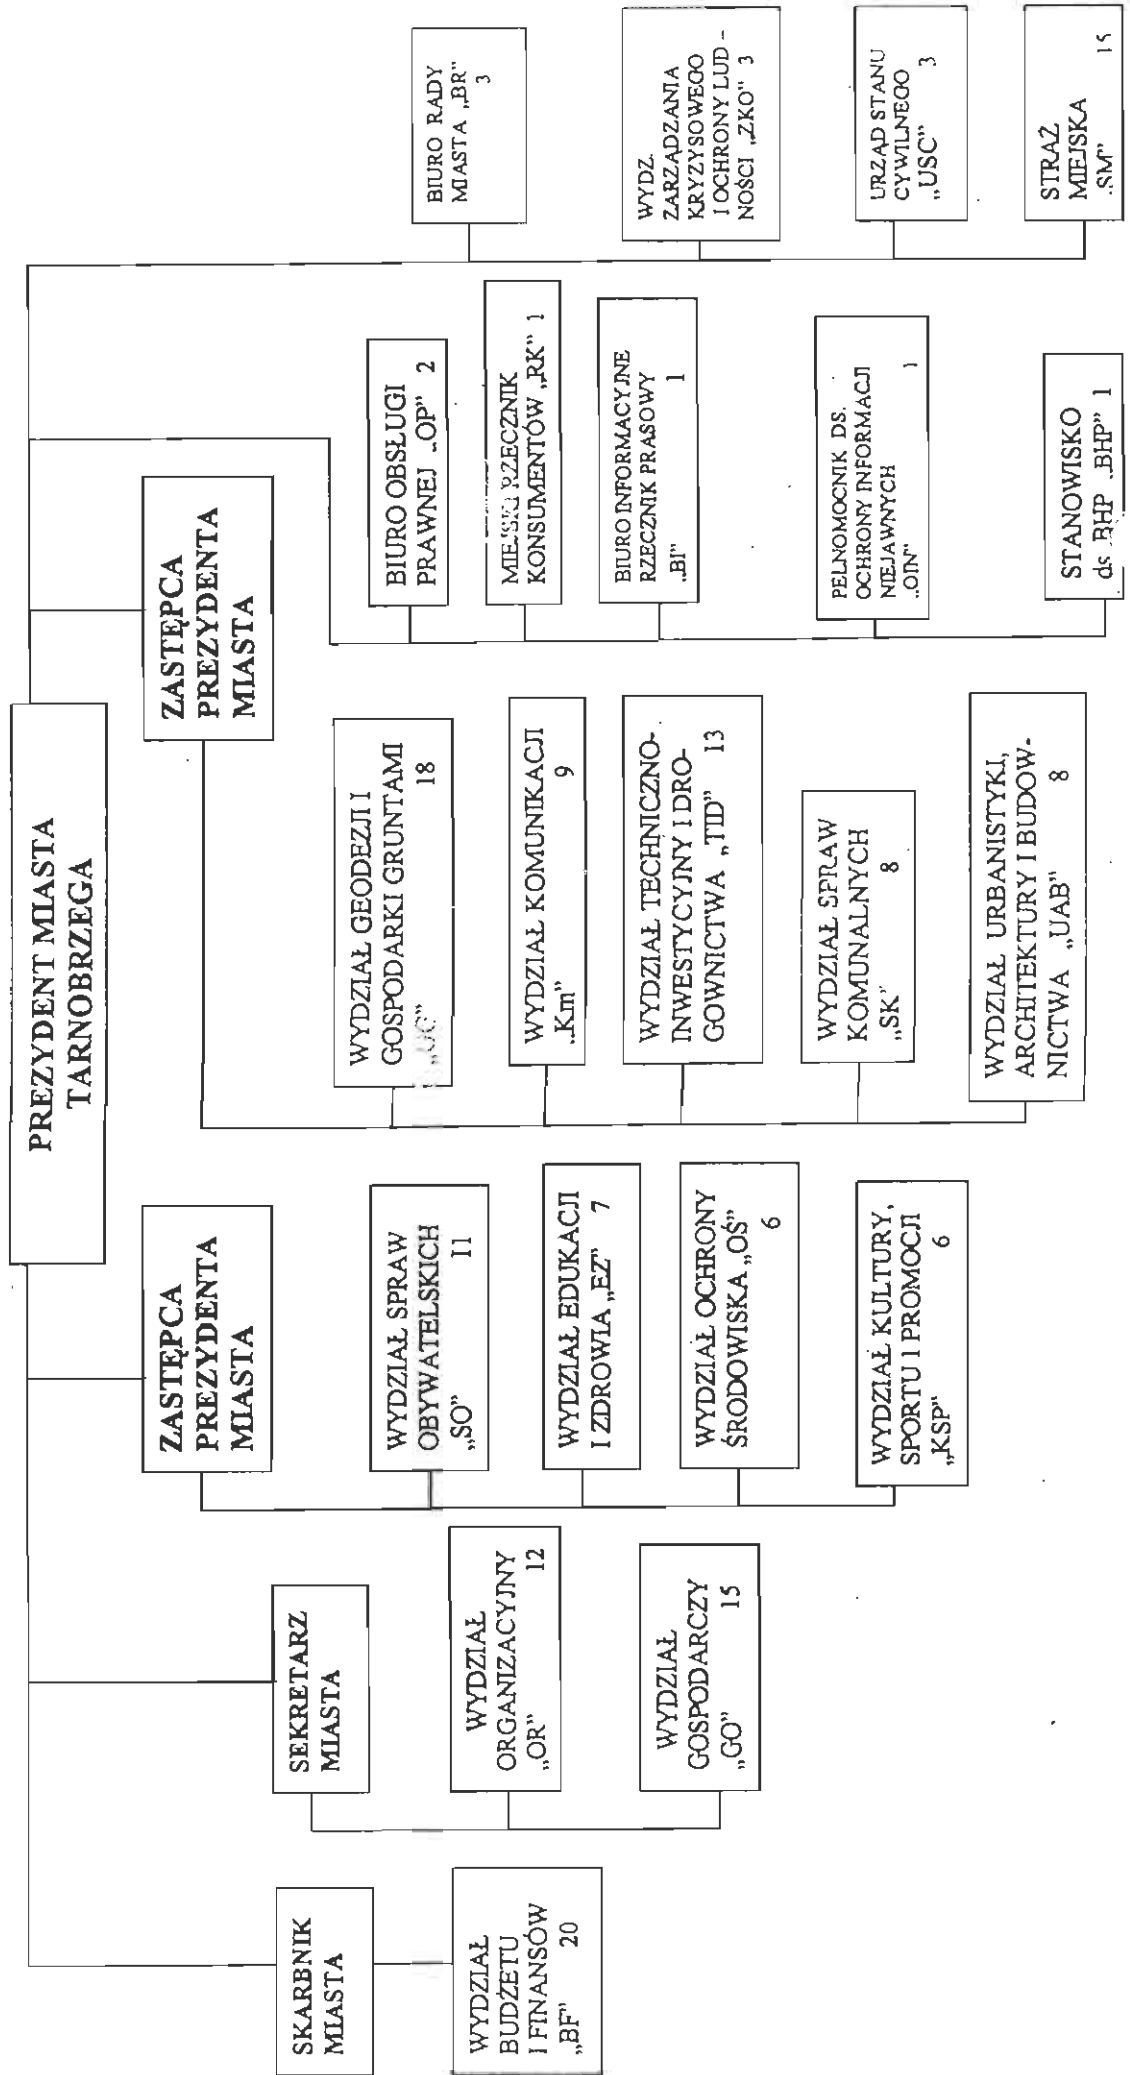 PREZYDENT MIASTA
TARNOBRZEGA
SKARBNIK
MIASTA
WYDZIAŁ
BUDŻETU
I FINANSÓW
„BF” 20
SEKRETARZ
MIASTA
WYDZIAŁ
ORGANIZACYJNY
„OR” 12
WYDZIAŁ
GOSPODARCZY
„GO” 15
ZASTĘPCA
PREZYDENTA
MIASTA
WYDZIAŁ SPRAW
OBYWATELSKICH
„SO” 11
WYDZIAŁ EDUKACJI
I ZDROWIA „EZ” 7
WYDZIAŁ OCHRONY
ŚRODOWISKA „OŚ”
6
WYDZIAŁ KULTURY,
SPORTU I PROMOCJI
„KSP” 6
ZASTĘPCA
PREZYDENTA
MIASTA
WYDZIAŁ GEODEZJI I
GOSPODARKI GRUNTAMI
18
WYDZIAŁ KOMUNIKACJI
„Km” 9
WYDZIAŁ TECHNICZNO-
INWESTYCYJNY I DRO-
GOWNICTWA „TID” 13
WYDZIAŁ SPRAW
KOMUNALNYCH
„SK” 8
WYDZIAŁ URBANISTYKI,
ARCHITEKTURY I BUDOW-
NICTWA „UAB” 8
BIURO OBSŁUGI
PRAWNEJ „OP” 2
MIEJSKI RZECZNIK
KONSUMENTÓW „RK” 1
BIURO INFORMACYJNE
RZECZNIK PRASOWY
„BI” 1
PEŁNOMOCNIK DS.
OCHRONY INFORMACJI
NIEJAWNYCH
„OIN” 1
STANOWISKO
ds .BHP „BHP” 1
BIURO RADY
MIASTA „BR”
3
WYDZ.
ZARZĄDZANIA
KRYZYSOWEGO
I OCHRONY LUD –
NOŚCI „ZKO” 3
URZĄD STANU
CYWILNEGO
„USC” 3
STRAŻ
MIEJSKA
„SM” 15